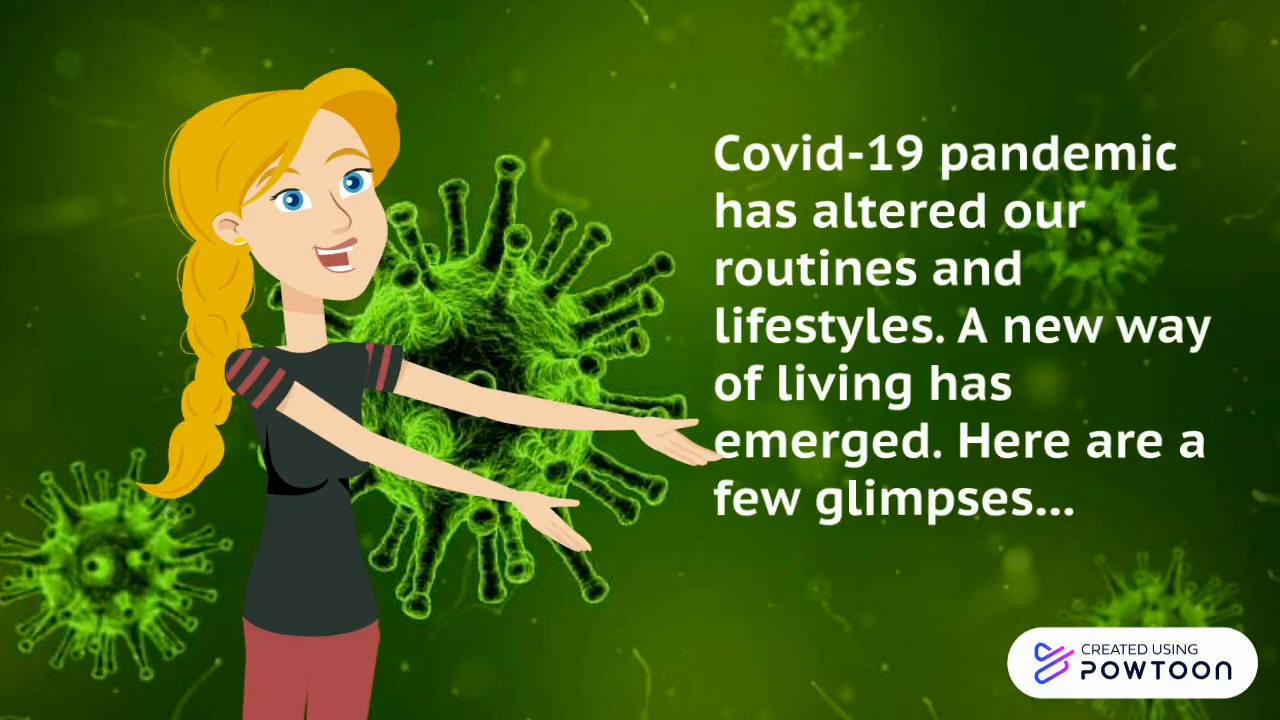 Covid-19 pandemic
has altered our
routines and
lifestyles. A new way
of living has
emerged. Here are a
few glimpses...
CREATED USING
POWTOON